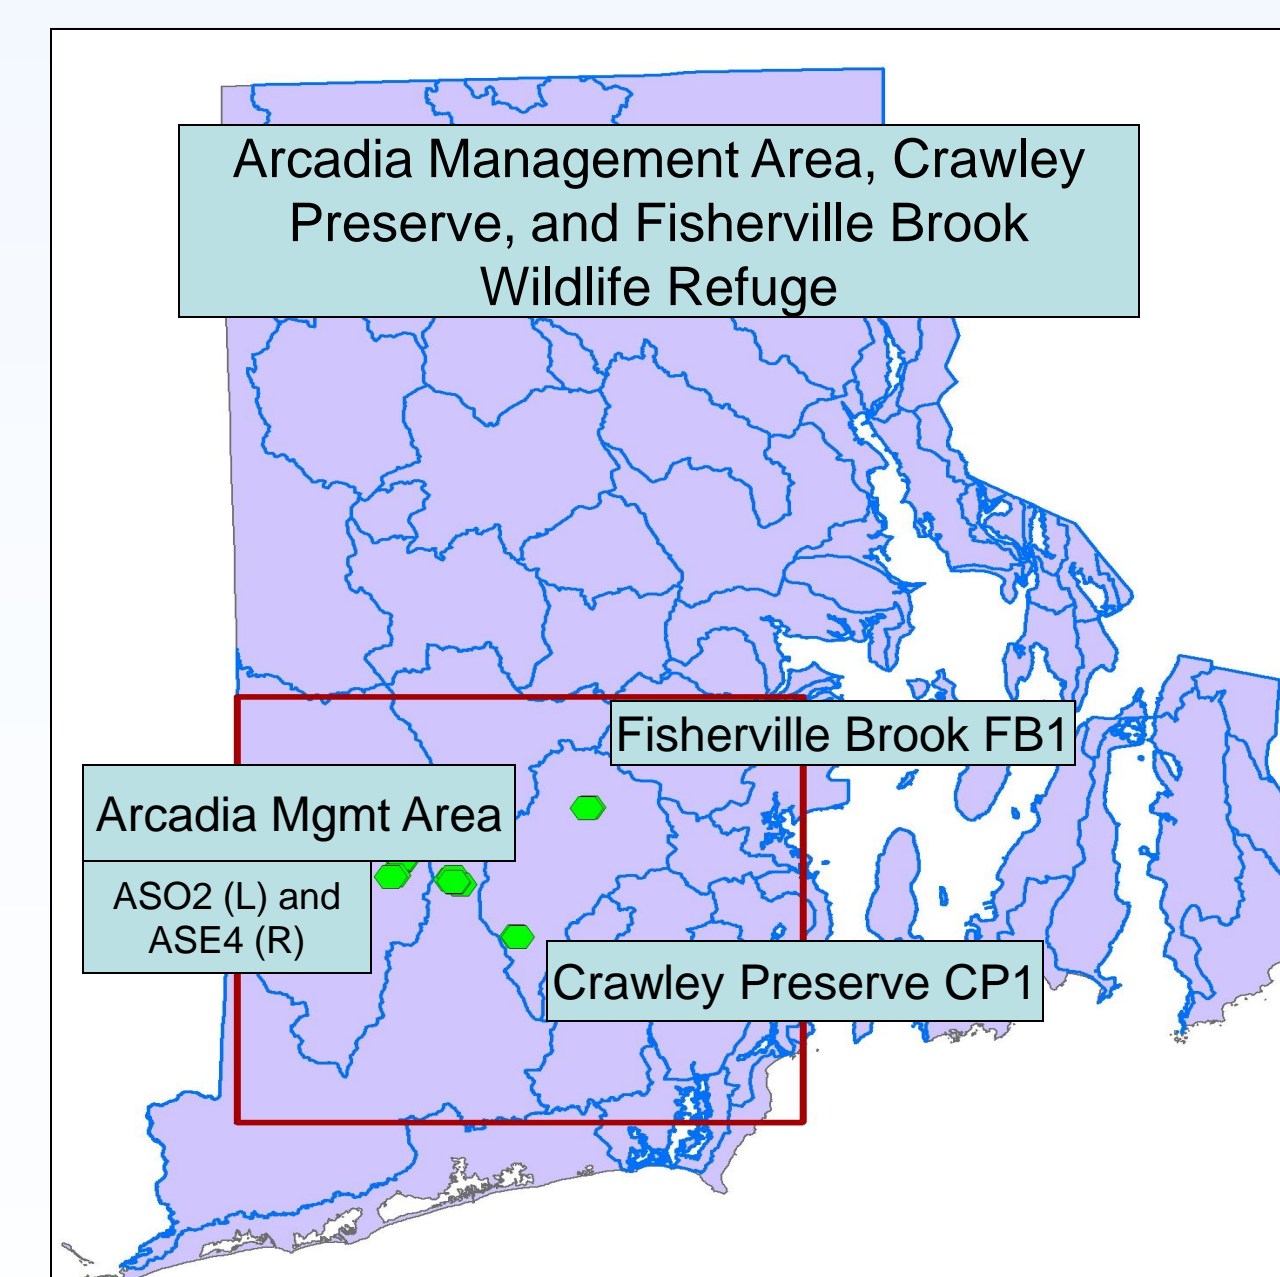 Arcadia Management Area, Crawley
Preserve, and Fisherville Brook
Wildlife Refuge
Fisherville Brook FB1
Arcadia Mgmt Area
ASO2 (L) and
ASE4 (R)
Crawley Preserve CP1